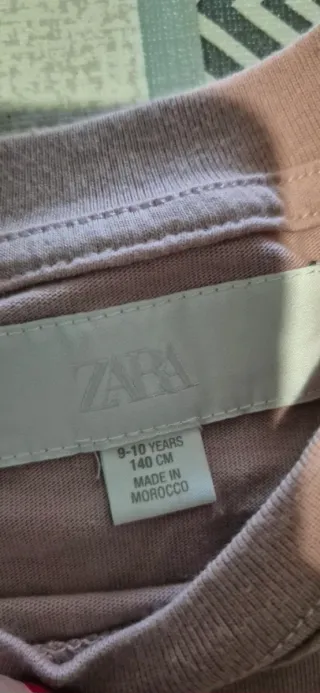 ZARA
9-10 YEARS
140 CM
MADE IN
MOROCCO